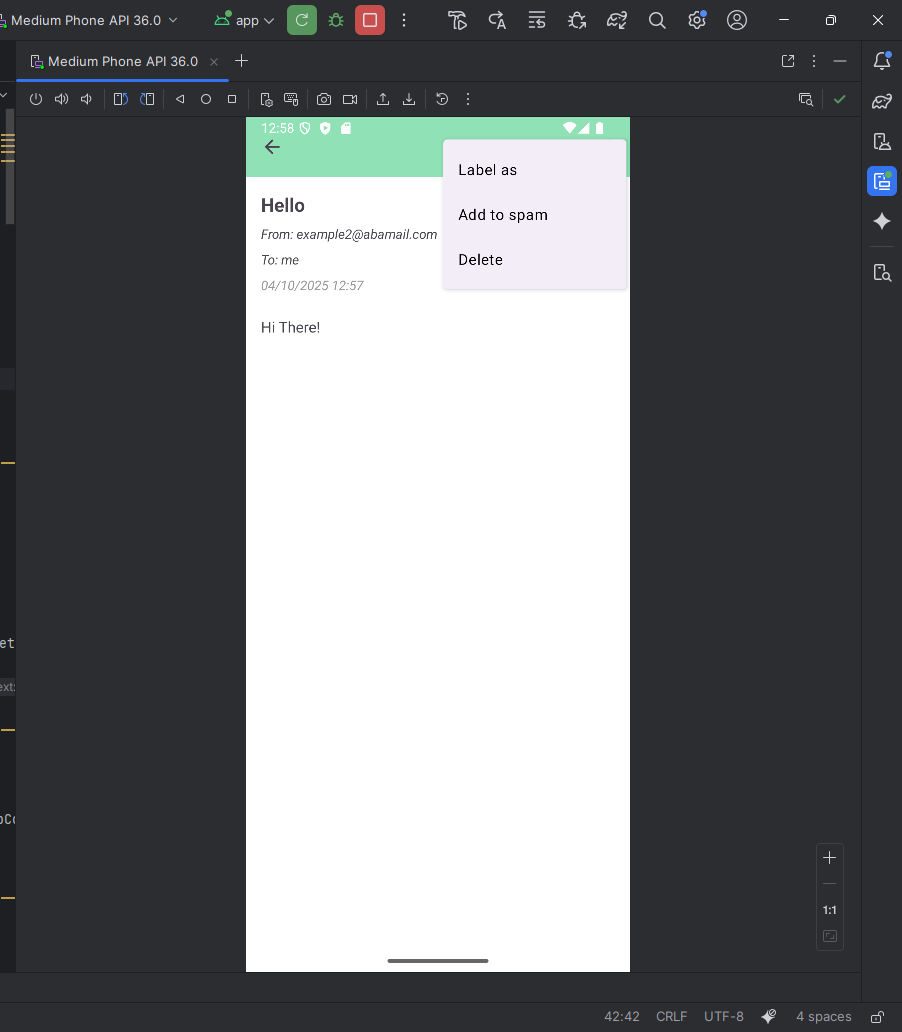 Medium Phone API 36.0
app
Medium Phone API 36.0
12:58
Label as
Add to spam
Delete
Hello
From: example2@abamail.com
To: me
04/10/2025 12:57
Hi There!
et
ext:
1:1
42:42 CRLF UTF-8 4 spaces